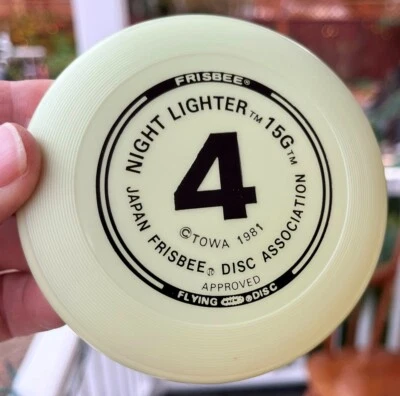 FRISBEE®
NIGHT LIGHTER™ 15G™
4
©TOWA 1981
JAPAN FRISBEE® DISC ASSOCIATION
APPROVED
FLYING ® DISC